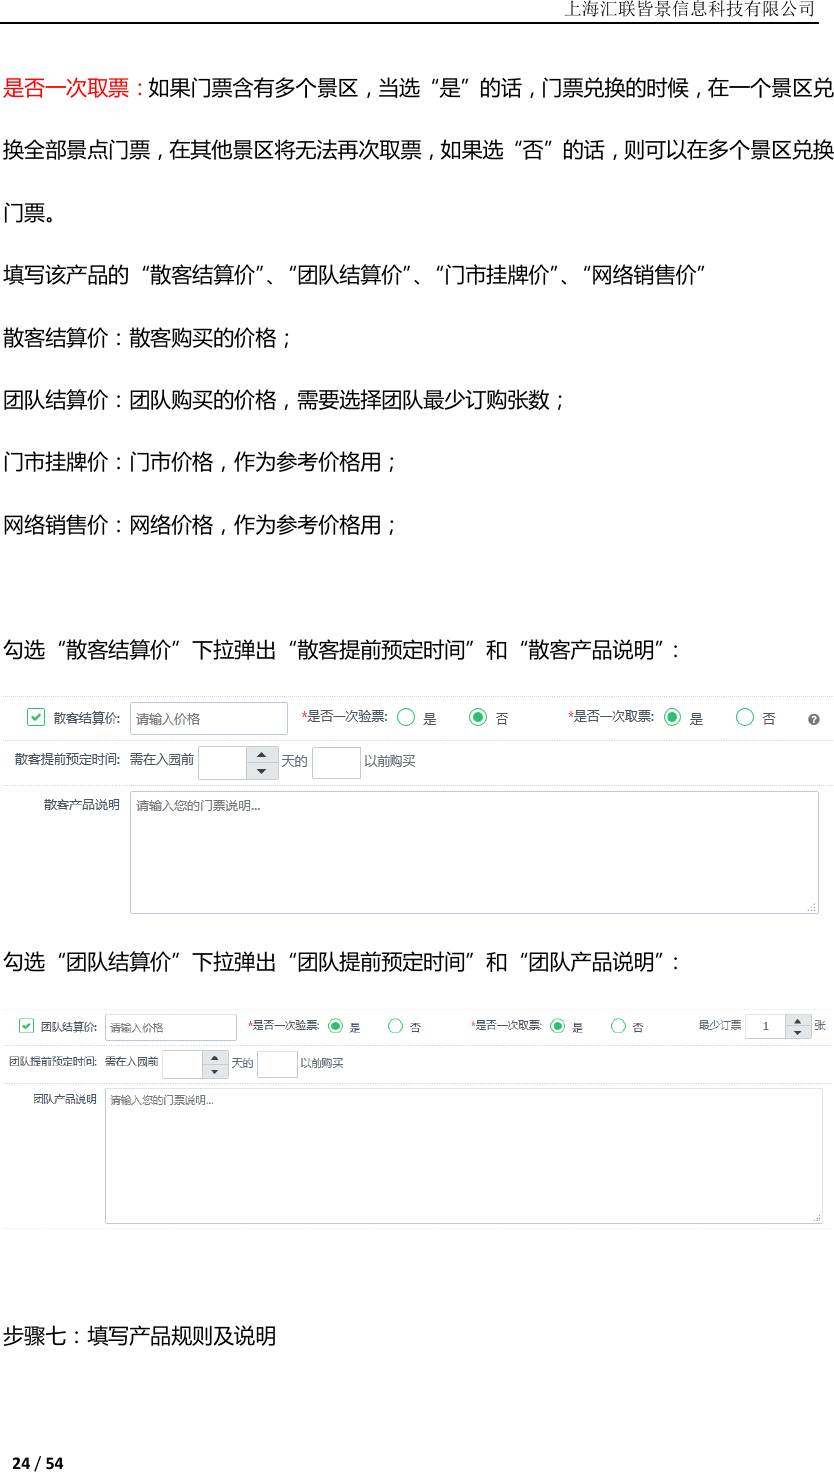 上海汇联皆景信息科技有限公司
是否一次取票：如果门票含有多个景区，当选“是”的话，门票兑换的时候，在一个景区兑
换全部景点门票，在其他景区将无法再次取票，如果选“否”的话，则可以在多个景区兑换
门票。
填写该产品的“散客结算价”、“团队结算价”、“门市挂牌价”、“网络销售价”
散客结算价：散客购买的价格；
团队结算价：团队购买的价格，需要选择团队最少订购张数；
门市挂牌价：门市价格，作为参考价格用；
网络销售价：网络价格，作为参考价格用；
勾选“散客结算价”下拉弹出“散客提前预定时间”和“散客产品说明”：
散客结算价: 请输入价格 *是否一次验票: 是 否 *是否一次取票: 是 否 ?
散客提前预定时间: 需在入园前 天的 以前购买
散客产品说明 请输入您的门票说明...
勾选“团队结算价”下拉弹出“团队提前预定时间”和“团队产品说明”：
团队结算价: 请输入价格 *是否一次验票: 是 否 *是否一次取票: 是 否 最少订票 1 张
团队提前预定时间: 需在入园前 天的 以前购买
团队产品说明 请输入您的门票说明...
步骤七：填写产品规则及说明
24 / 54